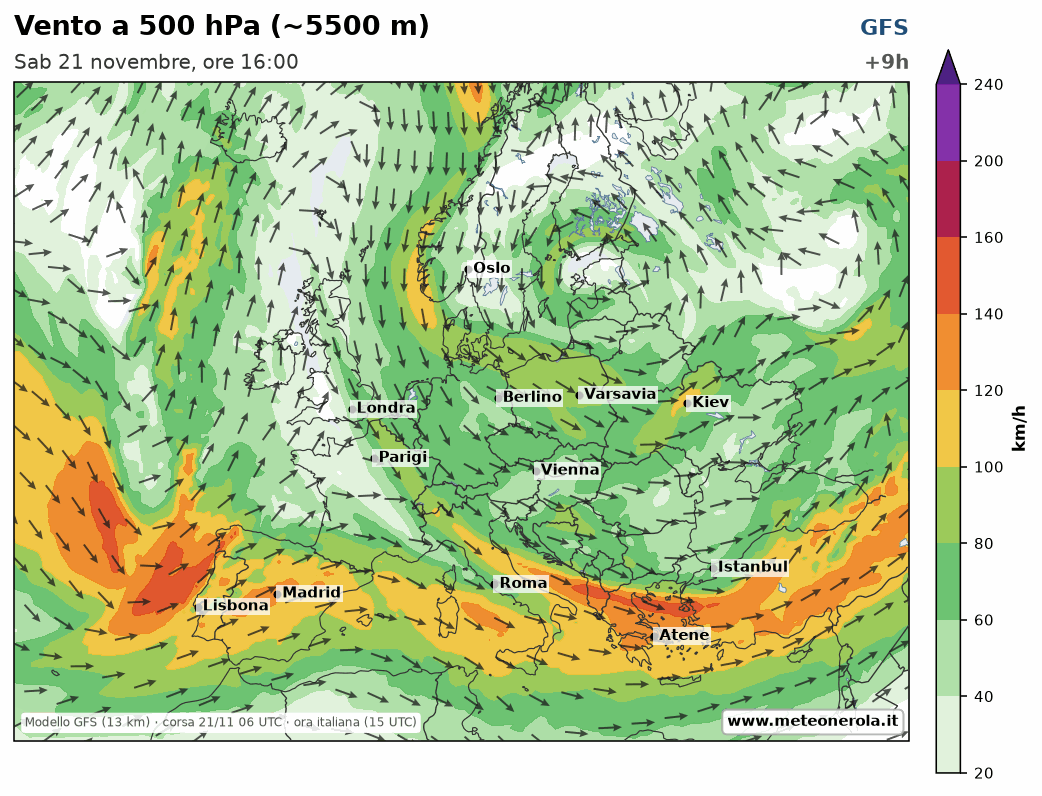 Vento a 500 hPa (~5500 m)
GFS
Sab 21 novembre, ore 16:00
+9h
240
200
160
140
120
100
80
60
40
20
km/h
Oslo
Berlino
Varsavia
Kiev
Londra
Parigi
Vienna
Istanbul
Roma
Madrid
Lisbona
Atene
Modello GFS (13 km) · corsa 21/11 06 UTC · ora italiana (15 UTC)
www.meteonerola.it